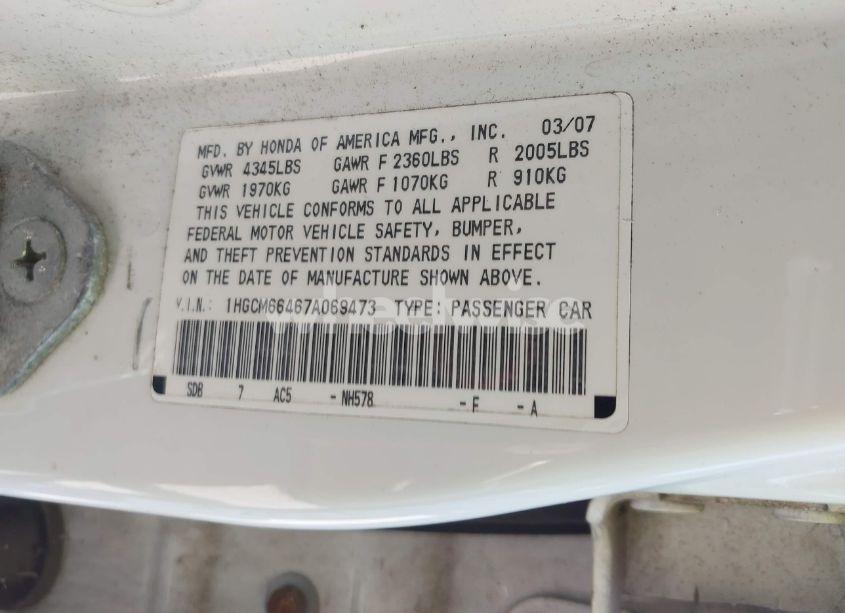 MFD. BY HONDA OF AMERICA MFG., INC. 03/07
GVWR 4345LBS GAWR F 2360LBS R 2005LBS
GVWR 1970KG GAWR F 1070KG R 910KG
THIS VEHICLE CONFORMS TO ALL APPLICABLE
FEDERAL MOTOR VEHICLE SAFETY, BUMPER,
AND THEFT PREVENTION STANDARDS IN EFFECT
ON THE DATE OF MANUFACTURE SHOWN ABOVE.
V.I.N.: 1HGCM66467A069473 TYPE: PASSENGER CAR
SDB 7 AC5 - NH578 - F - A